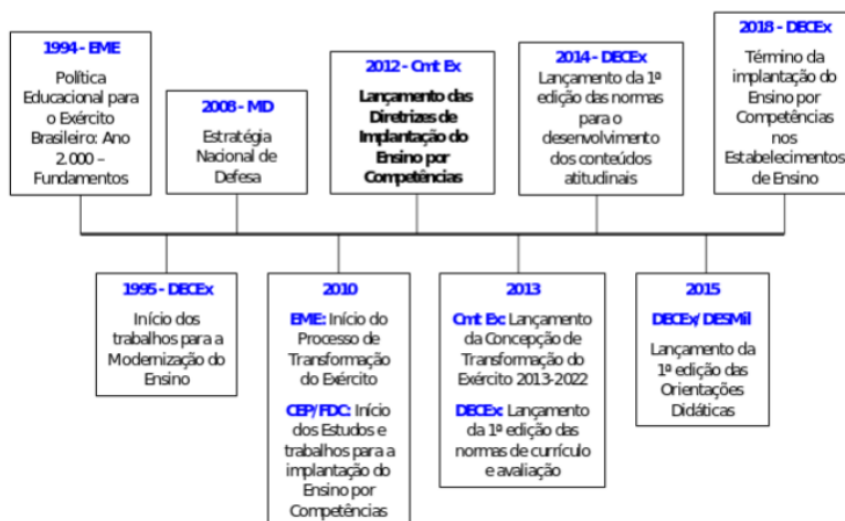 1994 - EME
Política
Educacional para
o Exército
Brasileiro: Ano
2.000 –
Fundamentos
2008 - MD
Estratégia
Nacional de
Defesa
2012 - Cmt Ex
Lançamento das
Diretrizes de
Implantação do
Ensino por
Competências
2014 - DECEx
Lançamento da 1ª
edição das normas
para o
desenvolvimento
dos conteúdos
atitudinais
2018 - DECEx
Término da
implantação do
Ensino por
Competências
nos
Estabelecimentos
de Ensino
1995 - DECEx
Início dos
trabalhos para a
Modernização do
Ensino
2010
EME: Início do
Processo de
Transformação
do Exército
CEP/FDC: Início
dos Estudos e
trabalhos para a
implantação do
Ensino por
Competências
2013
Cmt Ex: Lançamento
da Concepção de
Transformação do
Exército 2013-2022
DECEx: Lançamento
da 1ª edição das
normas de currículo
e avaliação
2015
DECEx/DESMil
Lançamento da
1ª edição das
Orientações
Didáticas